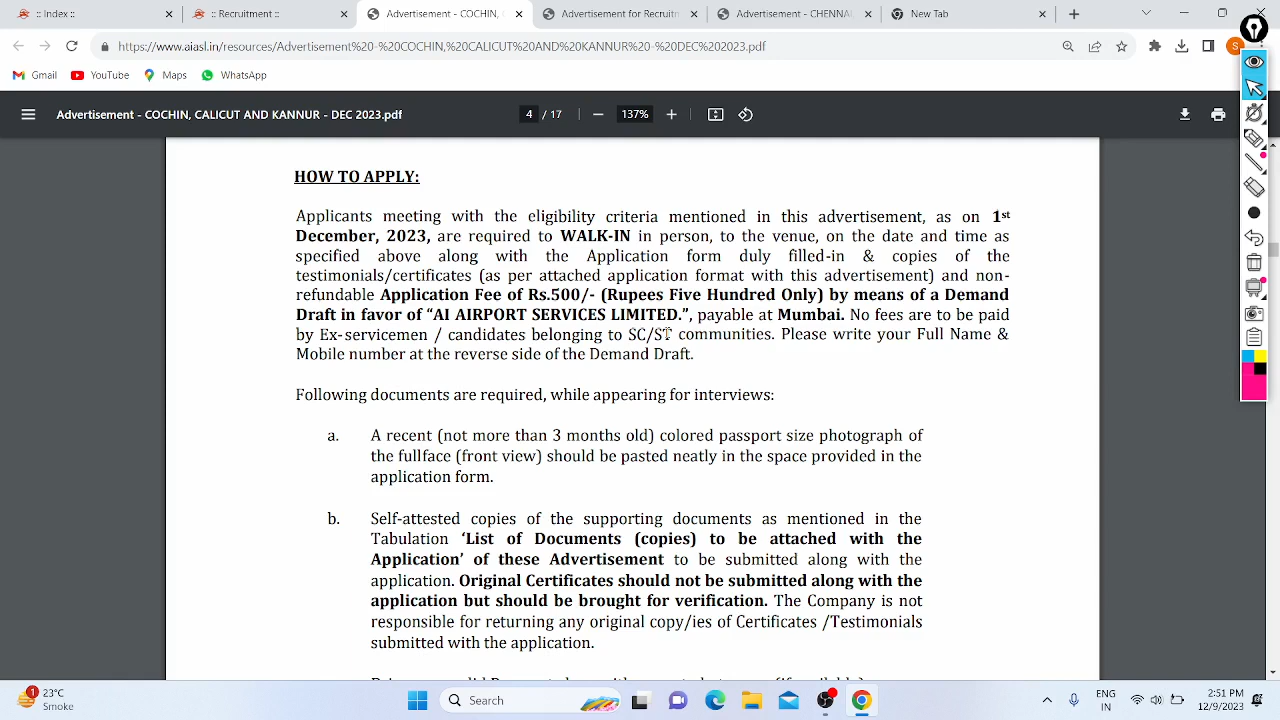 :: Index ::
:: Recruitment ::
Advertisement - COCHIN,
Advertisement for Recruitm
Advertisement - CHENNAI
New Tab
https://www.aiasl.in/resources/Advertisement%20-%20COCHIN,%20CALICUT%20AND%20KANNUR%20-%20DEC%202023.pdf
Gmail YouTube Maps WhatsApp
Advertisement - COCHIN, CALICUT AND KANNUR - DEC 2023.pdf 4 / 17 137%
HOW TO APPLY:
Applicants meeting with the eligibility criteria mentioned in this advertisement, as on 1st
December, 2023, are required to WALK-IN in person, to the venue, on the date and time as
specified above along with the Application form duly filled-in & copies of the
testimonials/certificates (as per attached application format with this advertisement) and non-
refundable Application Fee of Rs.500/- (Rupees Five Hundred Only) by means of a Demand
Draft in favor of “AI AIRPORT SERVICES LIMITED.”, payable at Mumbai. No fees are to be paid
by Ex-servicemen / candidates belonging to SC/ST communities. Please write your Full Name &
Mobile number at the reverse side of the Demand Draft.
Following documents are required, while appearing for interviews:
a. A recent (not more than 3 months old) colored passport size photograph of
the fullface (front view) should be pasted neatly in the space provided in the
application form.
b. Self-attested copies of the supporting documents as mentioned in the
Tabulation ‘List of Documents (copies) to be attached with the
Application’ of these Advertisement to be submitted along with the
application. Original Certificates should not be submitted along with the
application but should be brought for verification. The Company is not
responsible for returning any original copy/ies of Certificates /Testimonials
submitted with the application.
1
23°C
Smoke
Search
ENG
IN
2:51 PM
12/9/2023